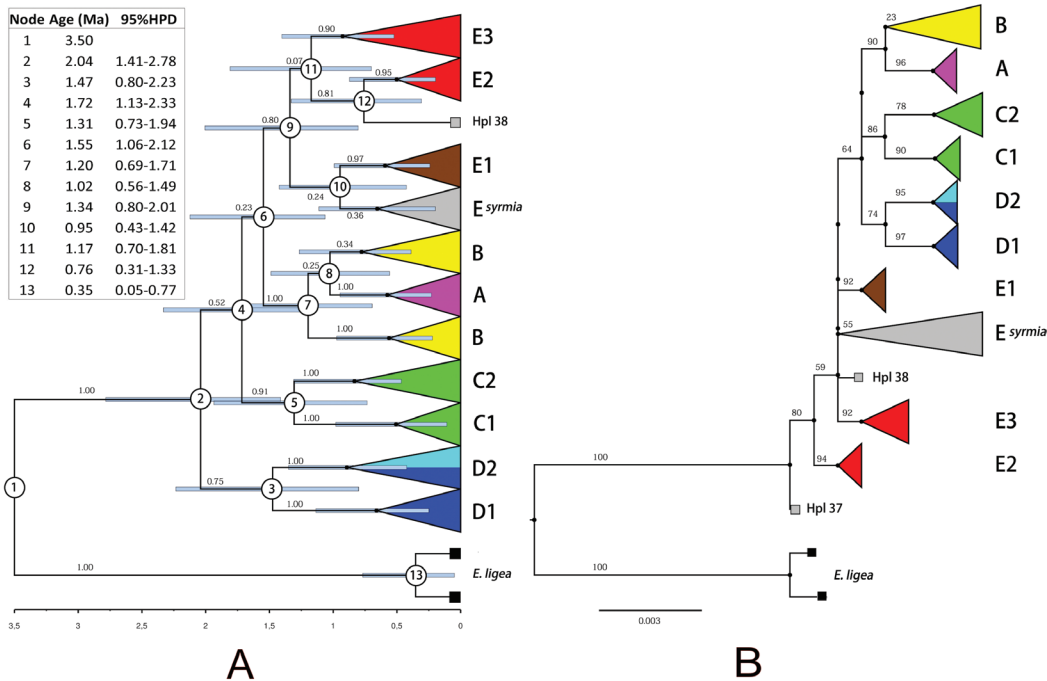 Node Age (Ma) 95%HPD
1 3.50
2 2.04 1.41-2.78
3 1.47 0.80-2.23
4 1.72 1.13-2.33
5 1.31 0.73-1.94
6 1.55 1.06-2.12
7 1.20 0.69-1.71
8 1.02 0.56-1.49
9 1.34 0.80-2.01
10 0.95 0.43-1.42
11 1.17 0.70-1.81
12 0.76 0.31-1.33
13 0.35 0.05-0.77
0.90
E3
0.07
11
0.95
E2
0.81
12
Hpl 38
0.80
9
0.97
E1
10
0.24
0.36
E syrmia
0.23
6
0.34
B
0.25
8
1.00
A
1.00
7
1.00
B
0.52
4
1.00
C2
0.91
5
1.00
C1
1.00
2
1.00
D2
0.75
3
1.00
D1
1
1.00
13
E. ligea
3.5 3 2.5 2 1.5 1 0.5 0
A
23
B
90
96
A
78
C2
86
90
C1
64
95
D2
74
97
D1
92
E1
55
E syrmia
59
Hpl 38
92
E3
80
94
E2
100
Hpl 37
100
E. ligea
0.003
B